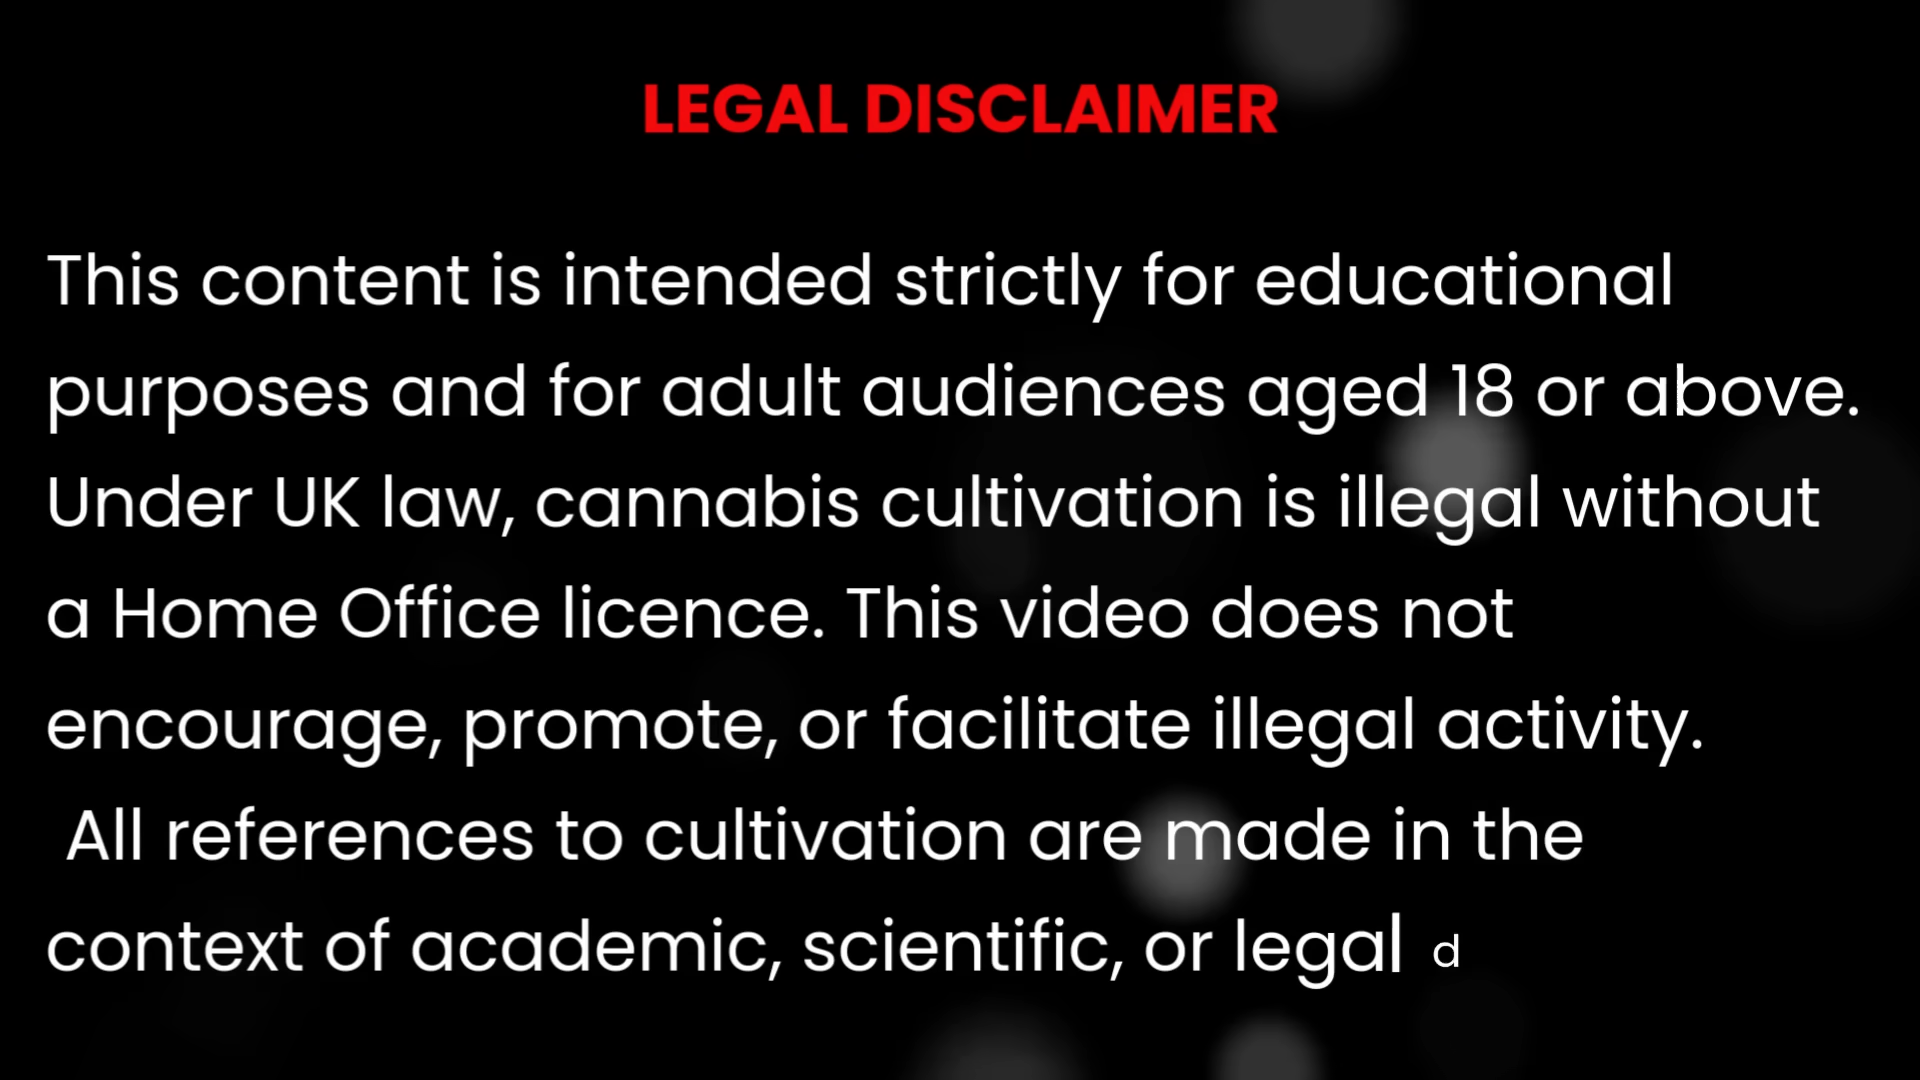 LEGAL DISCLAIMER
This content is intended strictly for educational
purposes and for adult audiences aged 18 or above.
Under UK law, cannabis cultivation is illegal without
a Home Office licence. This video does not
encourage, promote, or facilitate illegal activity.
All references to cultivation are made in the
context of academic, scientific, or legal d